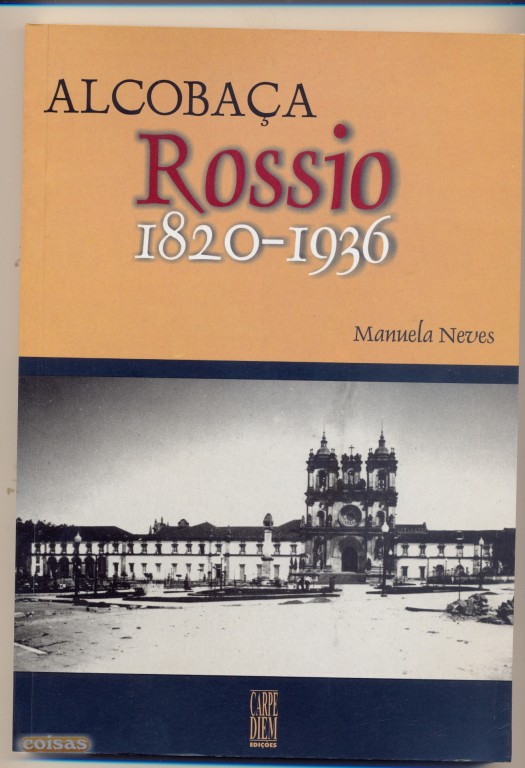 ALCOBAÇA
Rossio
1820-1936
Manuela Neves
CARPE
DIEM
EDIÇÕES
coisas